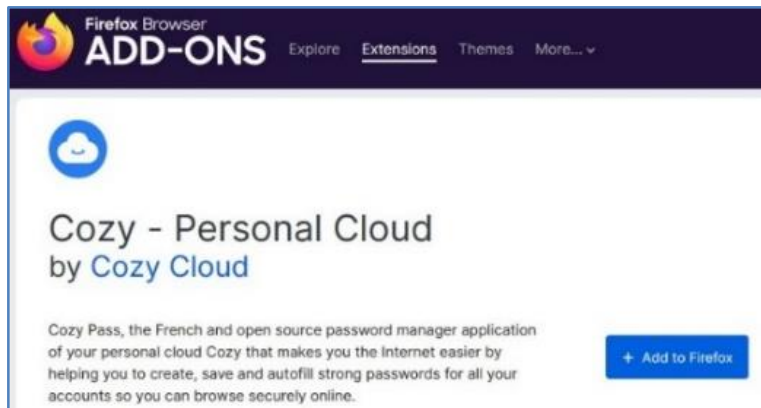 Firefox Browser
ADD-ONS
Explore Extensions Themes More...
Cozy - Personal Cloud
by Cozy Cloud
Cozy Pass, the French and open source password manager application
of your personal cloud Cozy that makes you the Internet easier by
helping you to create, save and autofill strong passwords for all your
accounts so you can browse securely online.
+ Add to Firefox